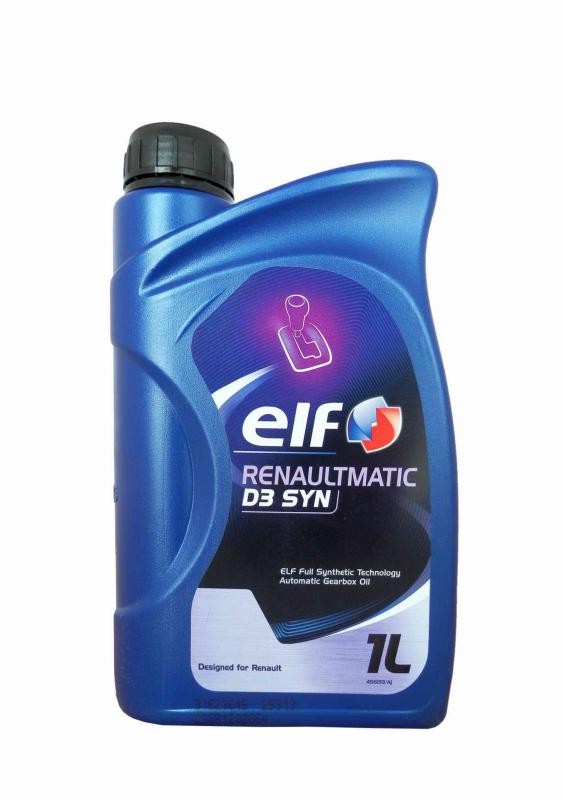 elf
RENAULTMATIC
D3 SYN
ELF Full Synthetic Technology
Automatic Gearbox Oil
1L
Designed for Renault